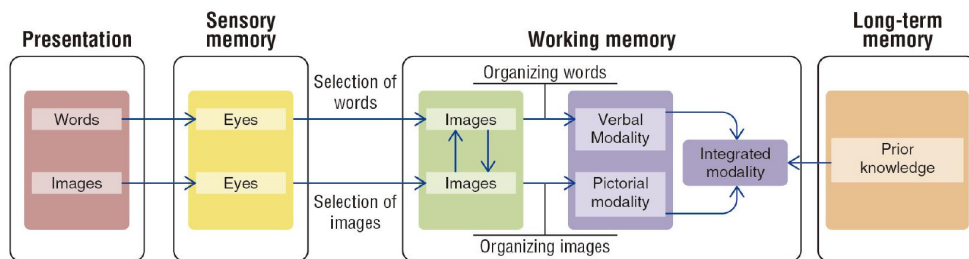 Presentation
Sensory
memory
Working memory
Long-term
memory
Selection of
words
Organizing words
Words
Eyes
Images
Verbal
Modality
Integrated
modality
Prior
knowledge
Images
Eyes
Images
Pictorial
modality
Selection of
images
Organizing images